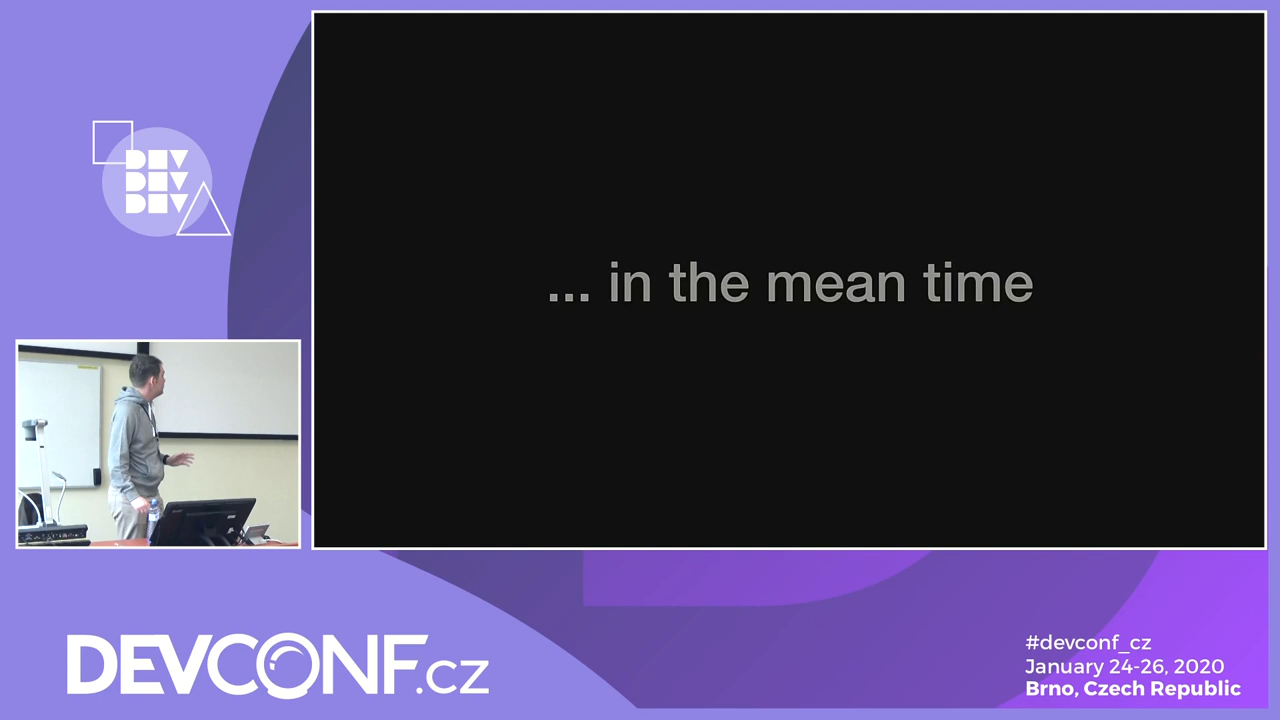 ... in the mean time
DEV
DEV
DEV
DEVCONF.cz
#devconf_cz
January 24-26, 2020
Brno, Czech Republic